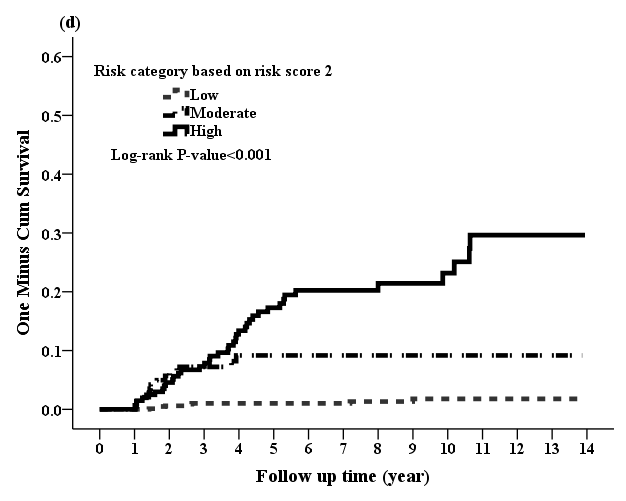 (d)
0.6
Risk category based on risk score 2
Low
Moderate
High
Log-rank P-value<0.001
0.5
0.4
0.3
0.2
0.1
0.0
One Minus Cum Survival
0 1 2 3 4 5 6 7 8 9 10 11 12 13 14
Follow up time (year)